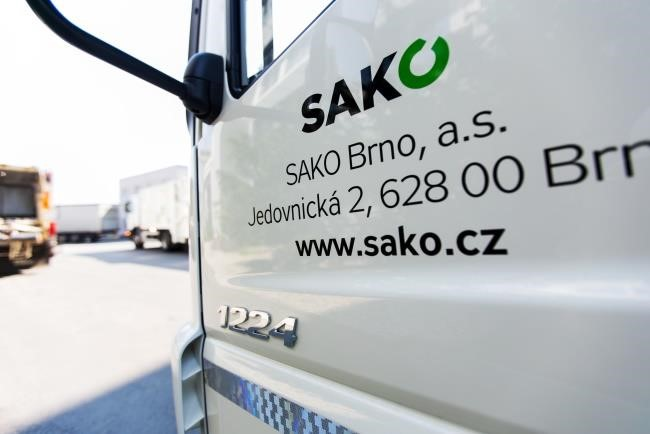 SAKO
SAKO Brno, a.s.
Jedovnická 2, 628 00 Brn
www.sako.cz
1224